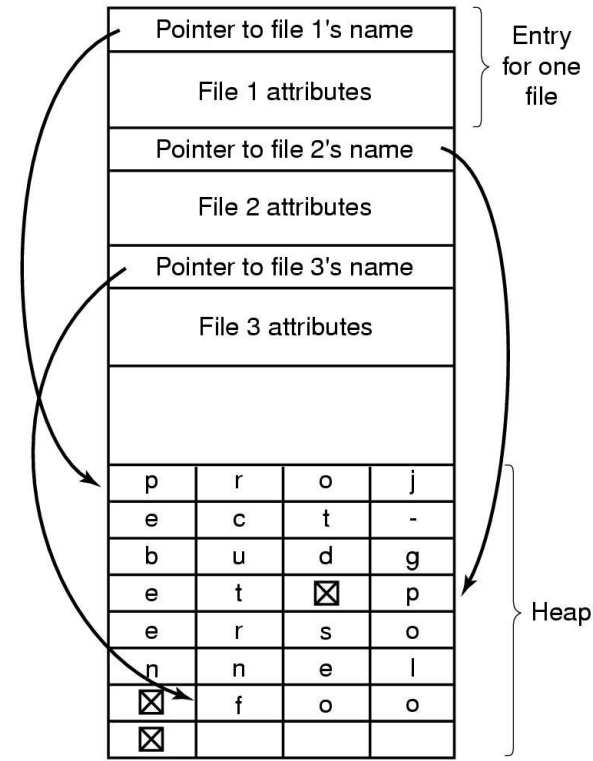 Pointer to file 1's name
File 1 attributes
Entry
for one
file
Pointer to file 2's name
File 2 attributes
Pointer to file 3's name
File 3 attributes
p r o j
e c t -
b u d g
e t ☒ p
e r s o
n n e l
☒ f o o
☒
Heap